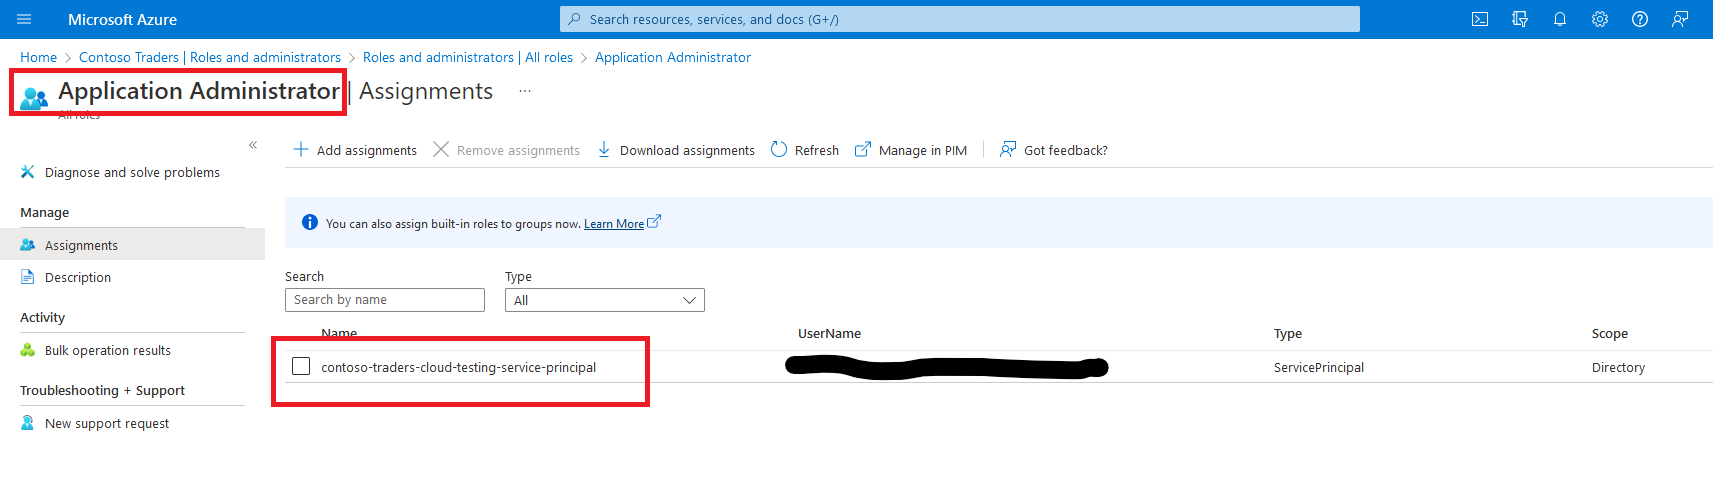 Microsoft Azure
Search resources, services, and docs (G+/)
Home > Contoso Traders | Roles and administrators > Roles and administrators | All roles > Application Administrator
Application Administrator | Assignments ...
All roles
«
Diagnose and solve problems
Manage
Assignments
Description
Activity
Bulk operation results
Troubleshooting + Support
New support request
Add assignments Remove assignments Download assignments Refresh Manage in PIM Got feedback?
You can also assign built-in roles to groups now. Learn More
Search Type
Search by name All
Name UserName Type Scope
contoso-traders-cloud-testing-service-principal ServicePrincipal Directory